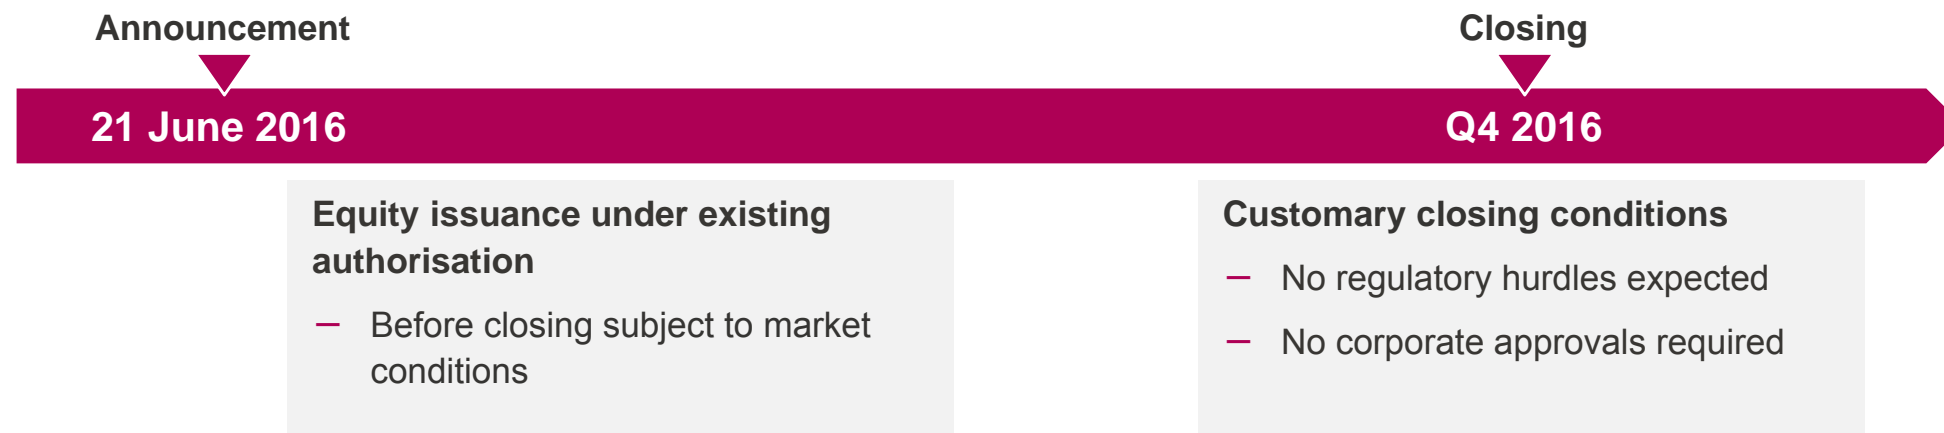 Announcement
Closing
21 June 2016
Q4 2016
Equity issuance under existing
authorisation
– Before closing subject to market
conditions
Customary closing conditions
– No regulatory hurdles expected
– No corporate approvals required